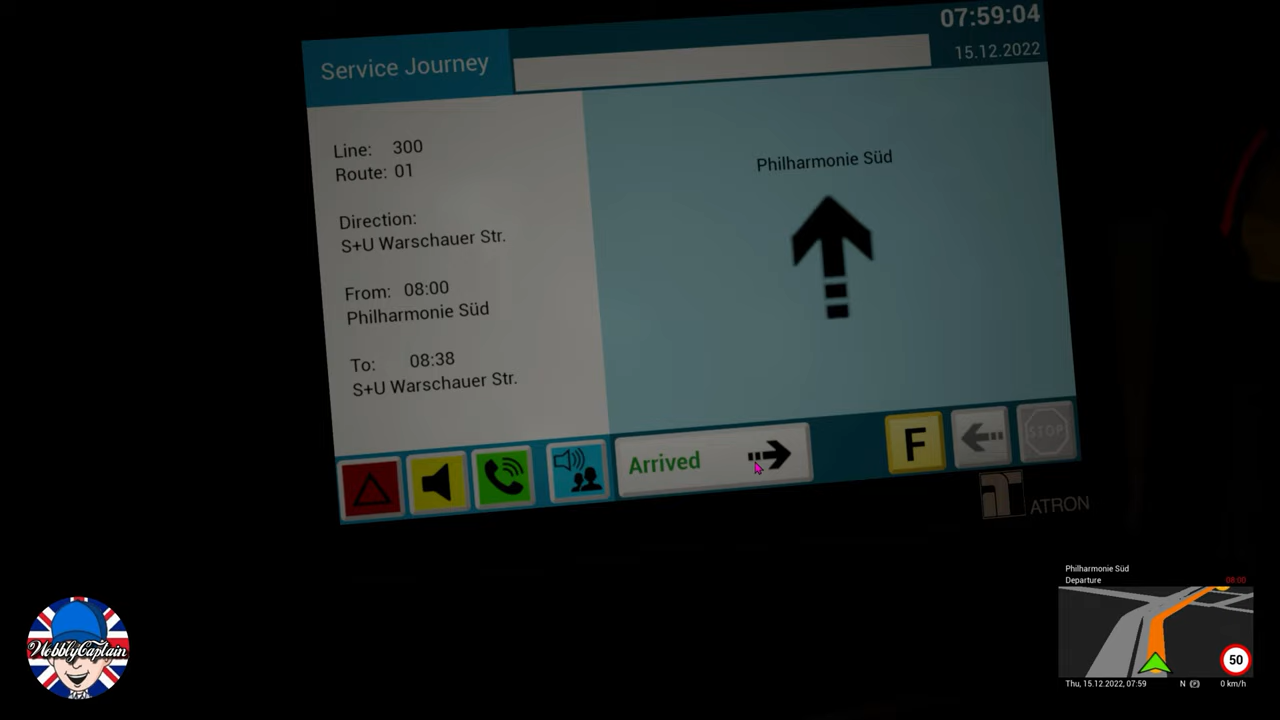 07:59:04
15.12.2022
Service Journey
Line: 300
Route: 01
Direction:
S+U Warschauer Str.
From: 08:00
Philharmonie Süd
To: 08:38
S+U Warschauer Str.
Philharmonie Süd
Arrived
F
STOP
ATRON
Philharmonie Süd
Departure 08:00
50
Thu, 15.12.2022, 07:59 N P 0 km/h
NobblyCaptain